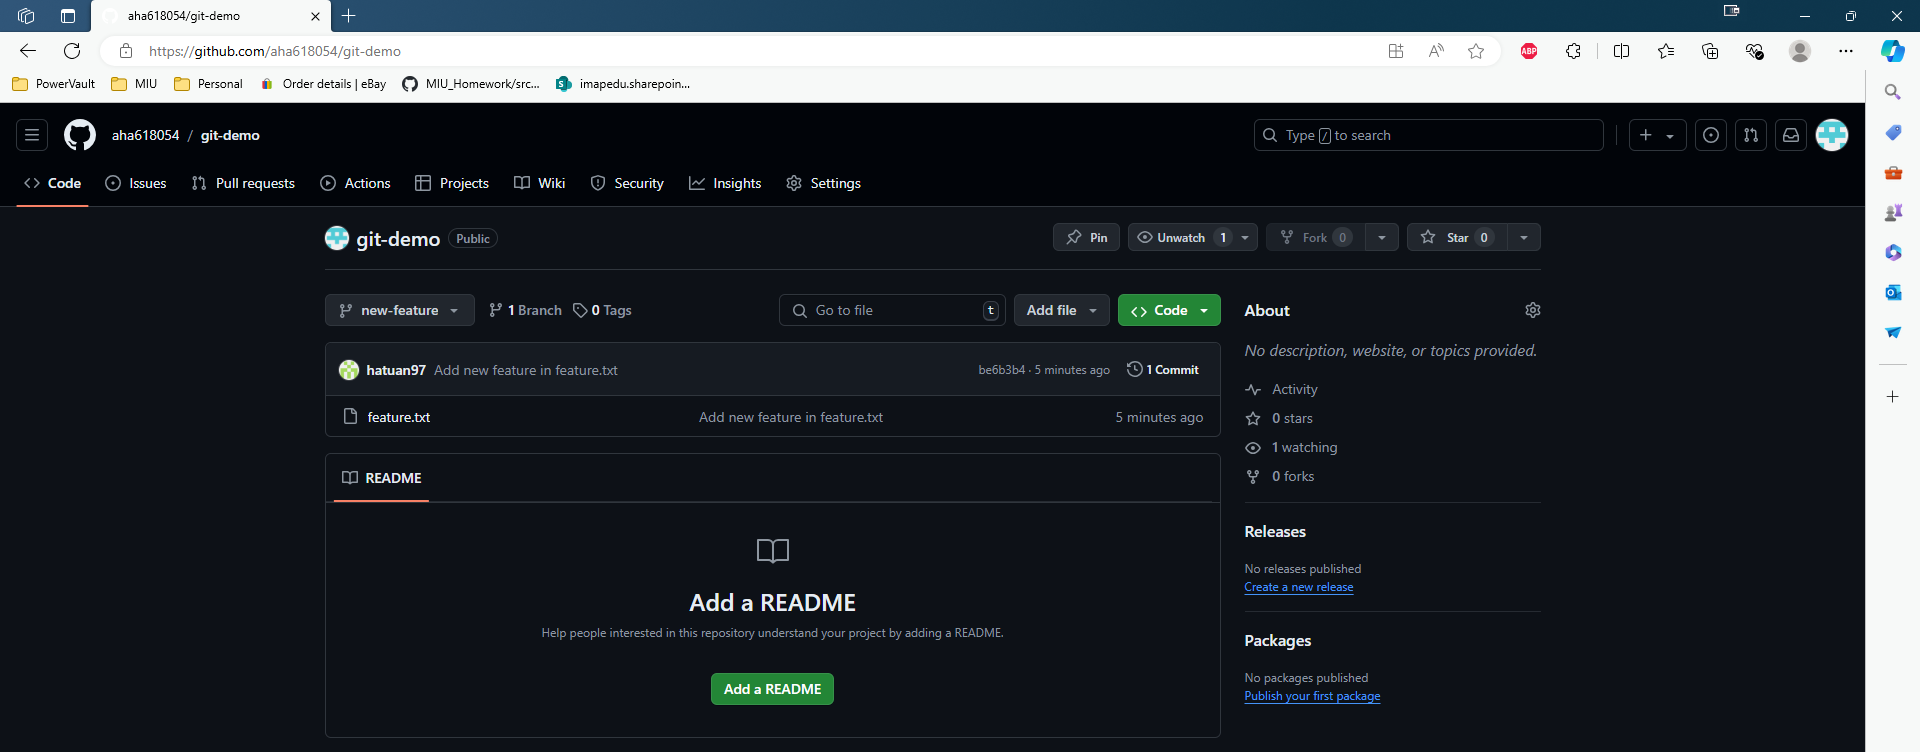 aha618054/git-demo
https://github.com/aha618054/git-demo
ABP
PowerVault MIU Personal Order details | eBay MIU_Homework/src... imapedu.sharepoin...
aha618054 / git-demo
Type / to search
Code Issues Pull requests Actions Projects Wiki Security Insights Settings
git-demo Public
Pin Unwatch 1 Fork 0 Star 0
new-feature 1 Branch 0 Tags Go to file t Add file Code
hatuan97 Add new feature in feature.txt be6b3b4 · 5 minutes ago 1 Commit
feature.txt Add new feature in feature.txt 5 minutes ago
README
Add a README
Help people interested in this repository understand your project by adding a README.
Add a README
About
No description, website, or topics provided.
Activity
0 stars
1 watching
0 forks
Releases
No releases published
Create a new release
Packages
No packages published
Publish your first package